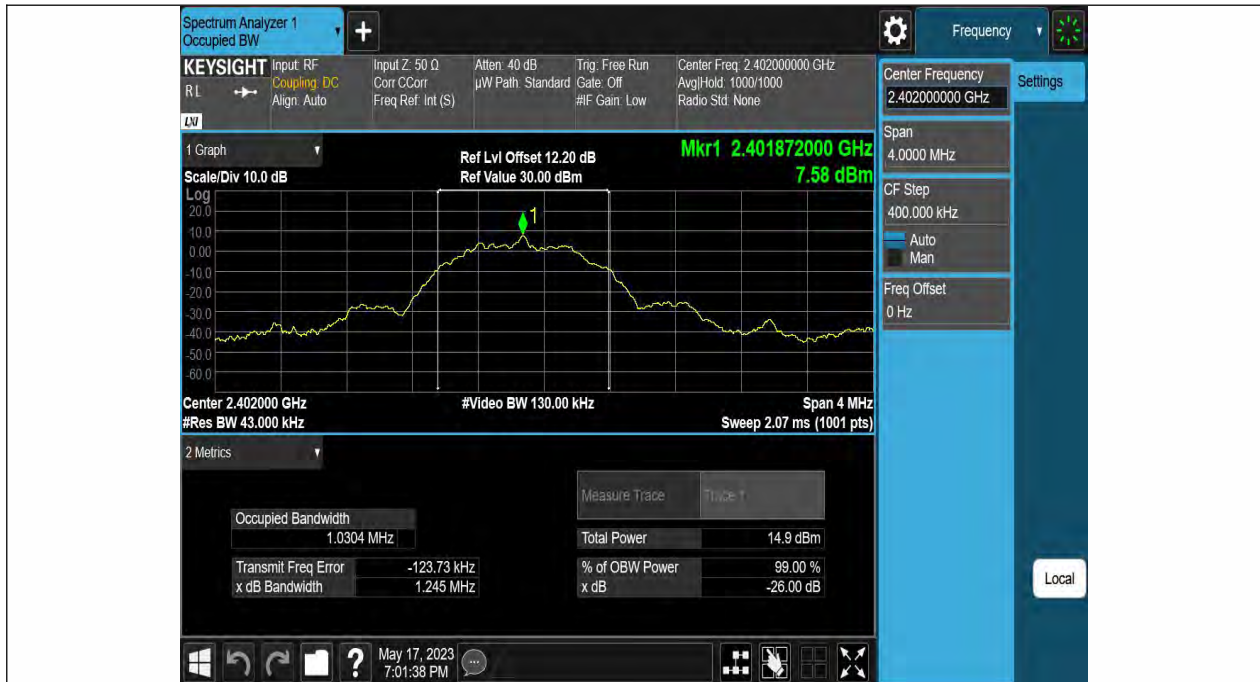 Spectrum Analyzer 1
Occupied BW
+
Frequency
KEYSIGHT
RL
LXI
Input: RF
Coupling: DC
Align: Auto
Input Z: 50 Ω
Corr CCorr
Freq Ref: Int (S)
Atten: 40 dB
µW Path: Standard
Trig: Free Run
Gate: Off
#IF Gain: Low
Center Freq: 2.402000000 GHz
Avg|Hold: 1000/1000
Radio Std: None
Center Frequency
2.402000000 GHz
Settings
Span
4.0000 MHz
CF Step
400.000 kHz
Auto
Man
Freq Offset
0 Hz
Local
1 Graph
Scale/Div 10.0 dB
Ref Lvl Offset 12.20 dB
Ref Value 30.00 dBm
Mkr1 2.401872000 GHz
7.58 dBm
Log
20.0
10.0
0.00
-10.0
-20.0
-30.0
-40.0
-50.0
-60.0
1
Center 2.402000 GHz
#Res BW 43.000 kHz
#Video BW 130.00 kHz
Span 4 MHz
Sweep 2.07 ms (1001 pts)
2 Metrics
Measure Trace
Trace 1
Occupied Bandwidth
1.0304 MHz
Total Power
14.9 dBm
Transmit Freq Error
-123.73 kHz
% of OBW Power
99.00 %
x dB Bandwidth
1.245 MHz
x dB
-26.00 dB
?
May 17, 2023
7:01:38 PM